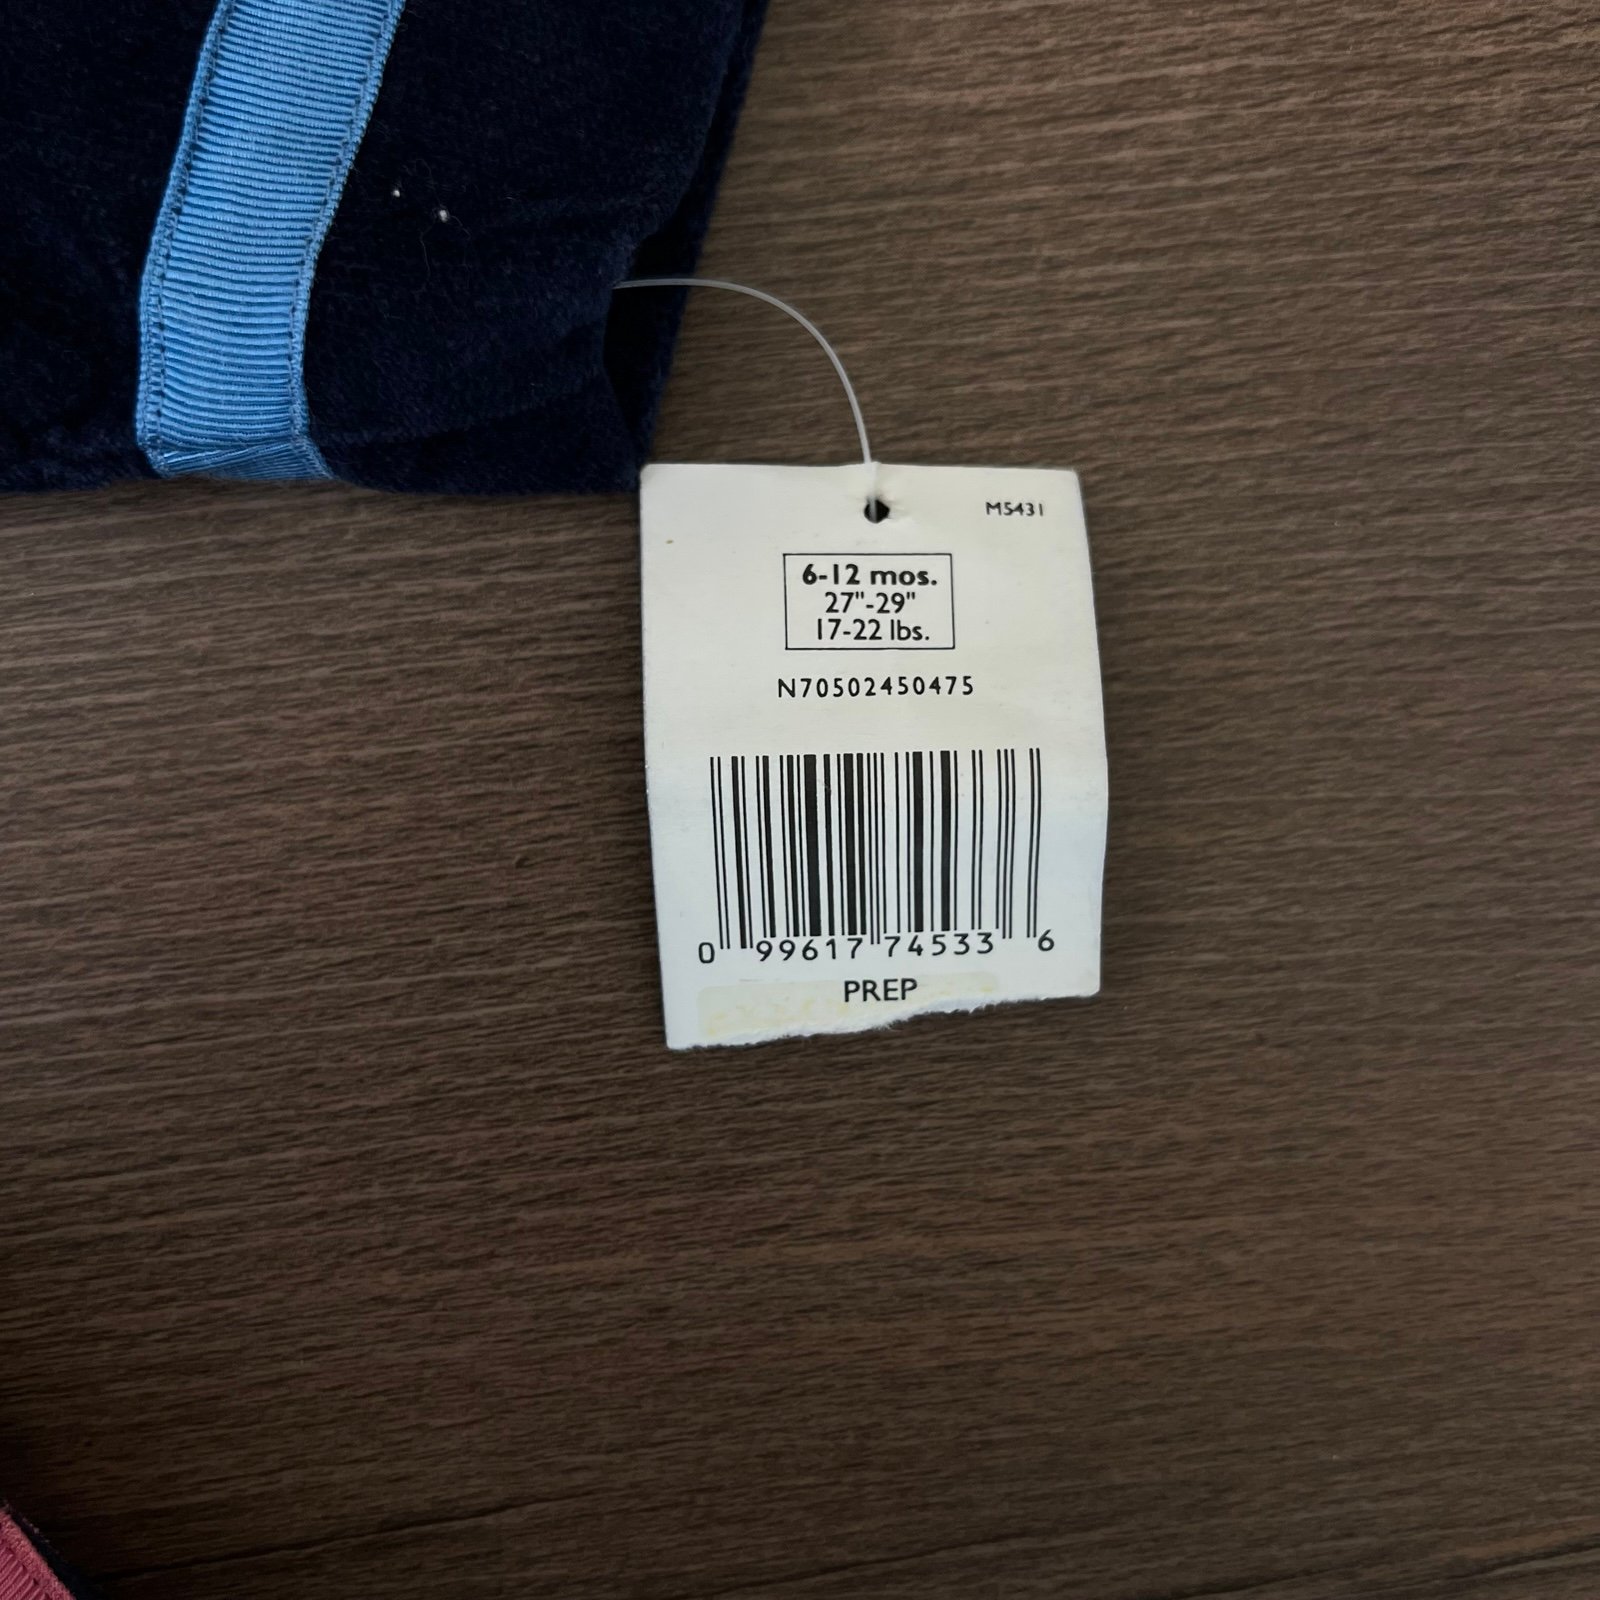 M5431
6-12 mos.
27"-29"
17-22 lbs.
N70502450475
0 99617 74533 6
PREP